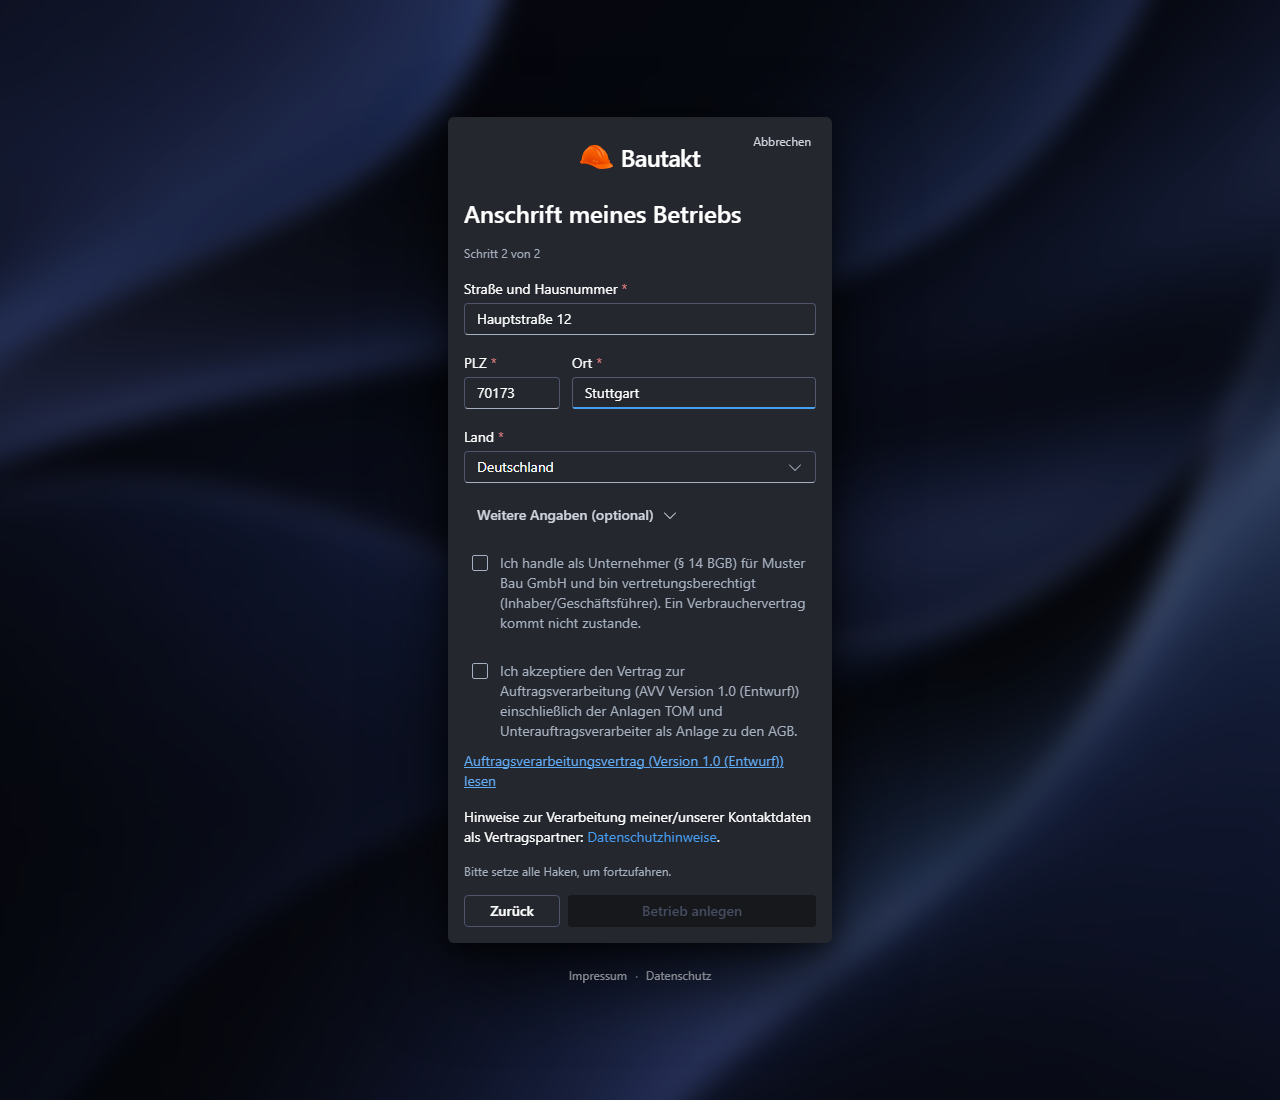 Abbrechen
Bautakt
Anschrift meines Betriebs
Schritt 2 von 2
Straße und Hausnummer *
Hauptstraße 12
PLZ * Ort *
70173 Stuttgart
Land *
Deutschland
Weitere Angaben (optional)
Ich handle als Unternehmer (§ 14 BGB) für Muster
Bau GmbH und bin vertretungsberechtigt
(Inhaber/Geschäftsführer). Ein Verbrauchervertrag
kommt nicht zustande.
Ich akzeptiere den Vertrag zur
Auftragsverarbeitung (AVV Version 1.0 (Entwurf))
einschließlich der Anlagen TOM und
Unterauftragsverarbeiter als Anlage zu den AGB.
Auftragsverarbeitungsvertrag (Version 1.0 (Entwurf))
lesen
Hinweise zur Verarbeitung meiner/unserer Kontaktdaten
als Vertragspartner: Datenschutzhinweise.
Bitte setze alle Haken, um fortzufahren.
Zurück Betrieb anlegen
Impressum · Datenschutz